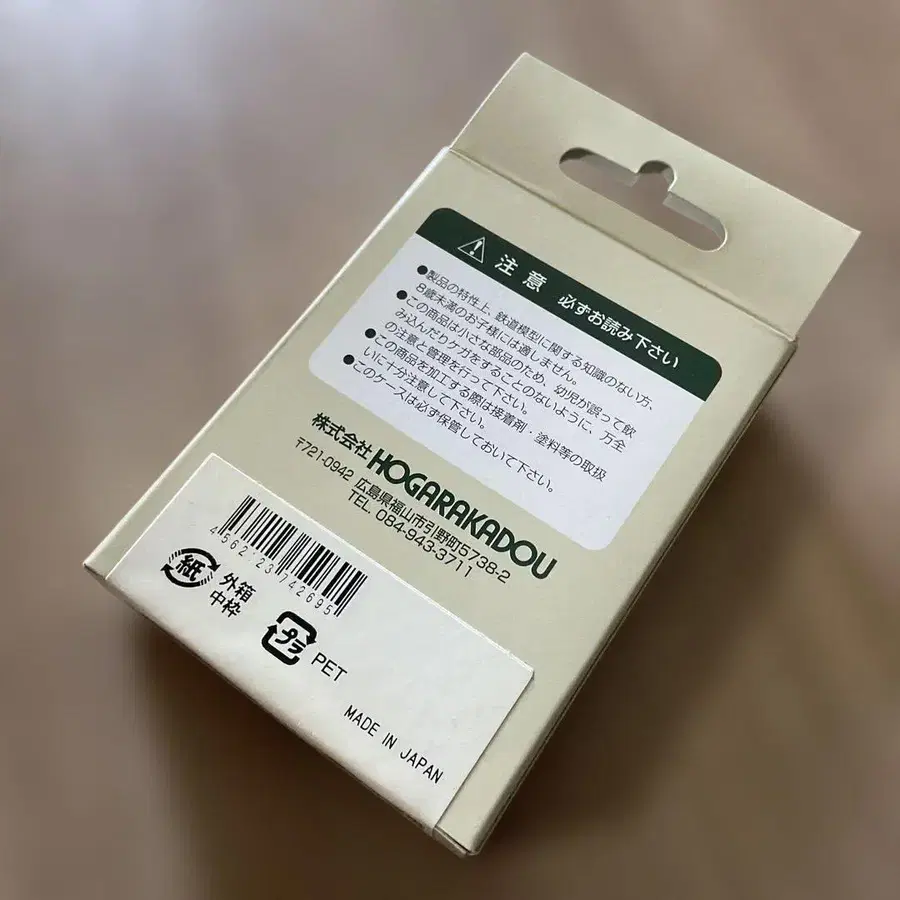 注意 必ずお読み下さい
●製品の特性上、鉄道模型に関する知識のない方、
8歳未満のお子様には適しません。
●この商品は小さな部品のため、幼児が誤って飲
み込んだりケガをすることのないように、万全
の注意と管理を行って下さい。
●この商品を加工する際は接着剤・塗料等の取扱
いに十分注意して下さい。
●このケースは必ず保管しておいて下さい。
株式会社 HOGARAKADOU
〒721-0942 広島県福山市引野町5738-2
TEL. 084-943-3711
4562 23 742695
紙
外箱
中枠
プラ
PET
MADE IN JAPAN